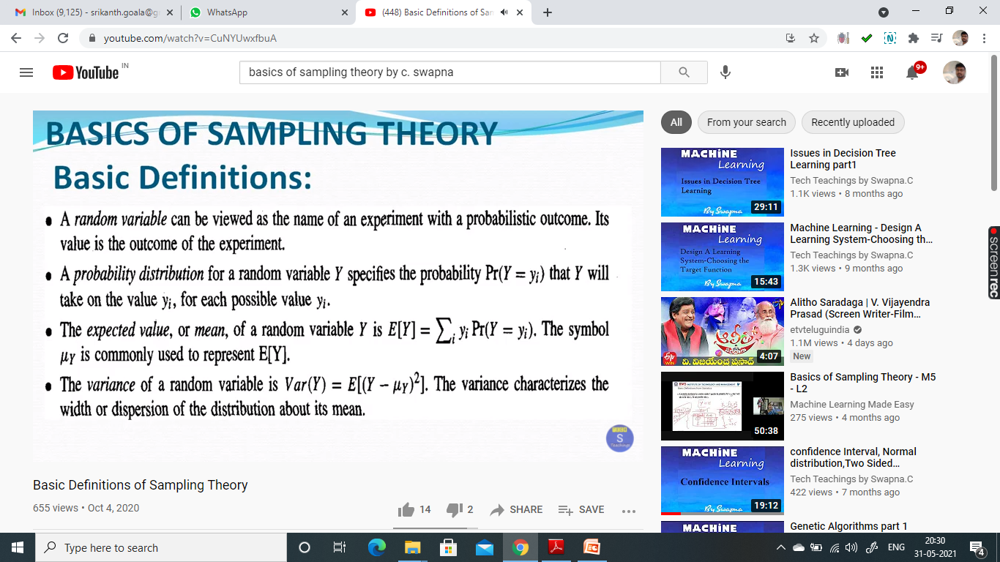 Inbox (9,125) - srikanth.goala@g
WhatsApp
(448) Basic Definitions of San
youtube.com/watch?v=CuNYUwxfbuA
YouTube IN
basics of sampling theory by c. swapna
9+
BASICS OF SAMPLING THEORY
Basic Definitions:
• A random variable can be viewed as the name of an experiment with a probabilistic outcome. Its
value is the outcome of the experiment.
• A probability distribution for a random variable Y specifies the probability Pr(Y = yᵢ) that Y will
take on the value yᵢ, for each possible value yᵢ.
• The expected value, or mean, of a random variable Y is E[Y] = ∑ᵢ yᵢ Pr(Y = yᵢ). The symbol
μ_Y is commonly used to represent E[Y].
• The variance of a random variable is Var(Y) = E[(Y − μ_Y)²]. The variance characterizes the
width or dispersion of the distribution about its mean.
S
Teachings
Basic Definitions of Sampling Theory
655 views • Oct 4, 2020
14
2
SHARE
SAVE
All
From your search
Recently uploaded
MACHiNE
Learning
Issues in Decision Tree
Learning
By Swapna
29:11
Issues in Decision Tree
Learning part1
Tech Teachings by Swapna.C
1.1K views • 8 months ago
MACHiNE
Learning
Design A Learning
System-Choosing the
Target Function
By Swapna
15:43
Machine Learning - Design A
Learning System-Choosing th...
Tech Teachings by Swapna.C
1.3K views • 9 months ago
WIN
వి. విజయేంద్ర ప్రసాద్
4:07
Alitho Saradaga | V. Vijayendra
Prasad (Screen Writer-Film...
etvteluguindia
1.1M views • 4 days ago
New
50:38
Basics of Sampling Theory - M5
- L2
Machine Learning Made Easy
275 views • 4 months ago
MACHiNE
Learning
Confidence Intervals
By Swapna
19:12
confidence Interval, Normal
distribution,Two Sided...
Tech Teachings by Swapna.C
422 views • 7 months ago
MACHiNE
Genetic Algorithms part 1
screenrec
Type here to search
ENG
20:30
31-05-2021
4